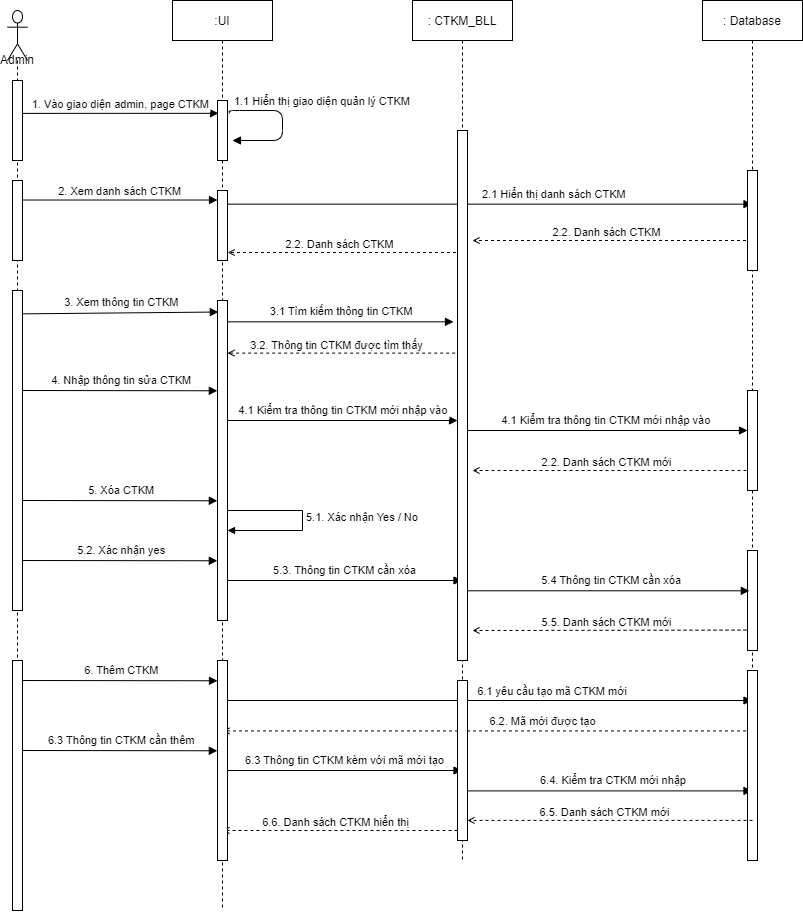 :UI
: CTKM_BLL
: Database
Admin
1. Vào giao diện admin, page CTKM
1.1 Hiển thị giao diện quản lý CTKM
2. Xem danh sách CTKM
2.1 Hiển thị danh sách CTKM
2.2. Danh sách CTKM
2.2. Danh sách CTKM
3. Xem thông tin CTKM
3.1 Tìm kiếm thông tin CTKM
3.2. Thông tin CTKM được tìm thấy
4. Nhập thông tin sửa CTKM
4.1 Kiểm tra thông tin CTKM mới nhập vào
4.1 Kiểm tra thông tin CTKM mới nhập vào
2.2. Danh sách CTKM mới
5. Xóa CTKM
5.1. Xác nhận Yes / No
5.2. Xác nhận yes
5.3. Thông tin CTKM cần xóa
5.4 Thông tin CTKM cần xóa
5.5. Danh sách CTKM mới
6. Thêm CTKM
6.1 yêu cầu tạo mã CTKM mới
6.2. Mã mới được tạo
6.3 Thông tin CTKM cần thêm
6.3 Thông tin CTKM kèm với mã mới tạo
6.4. Kiểm tra CTKM mới nhập
6.5. Danh sách CTKM mới
6.6. Danh sách CTKM hiển thị